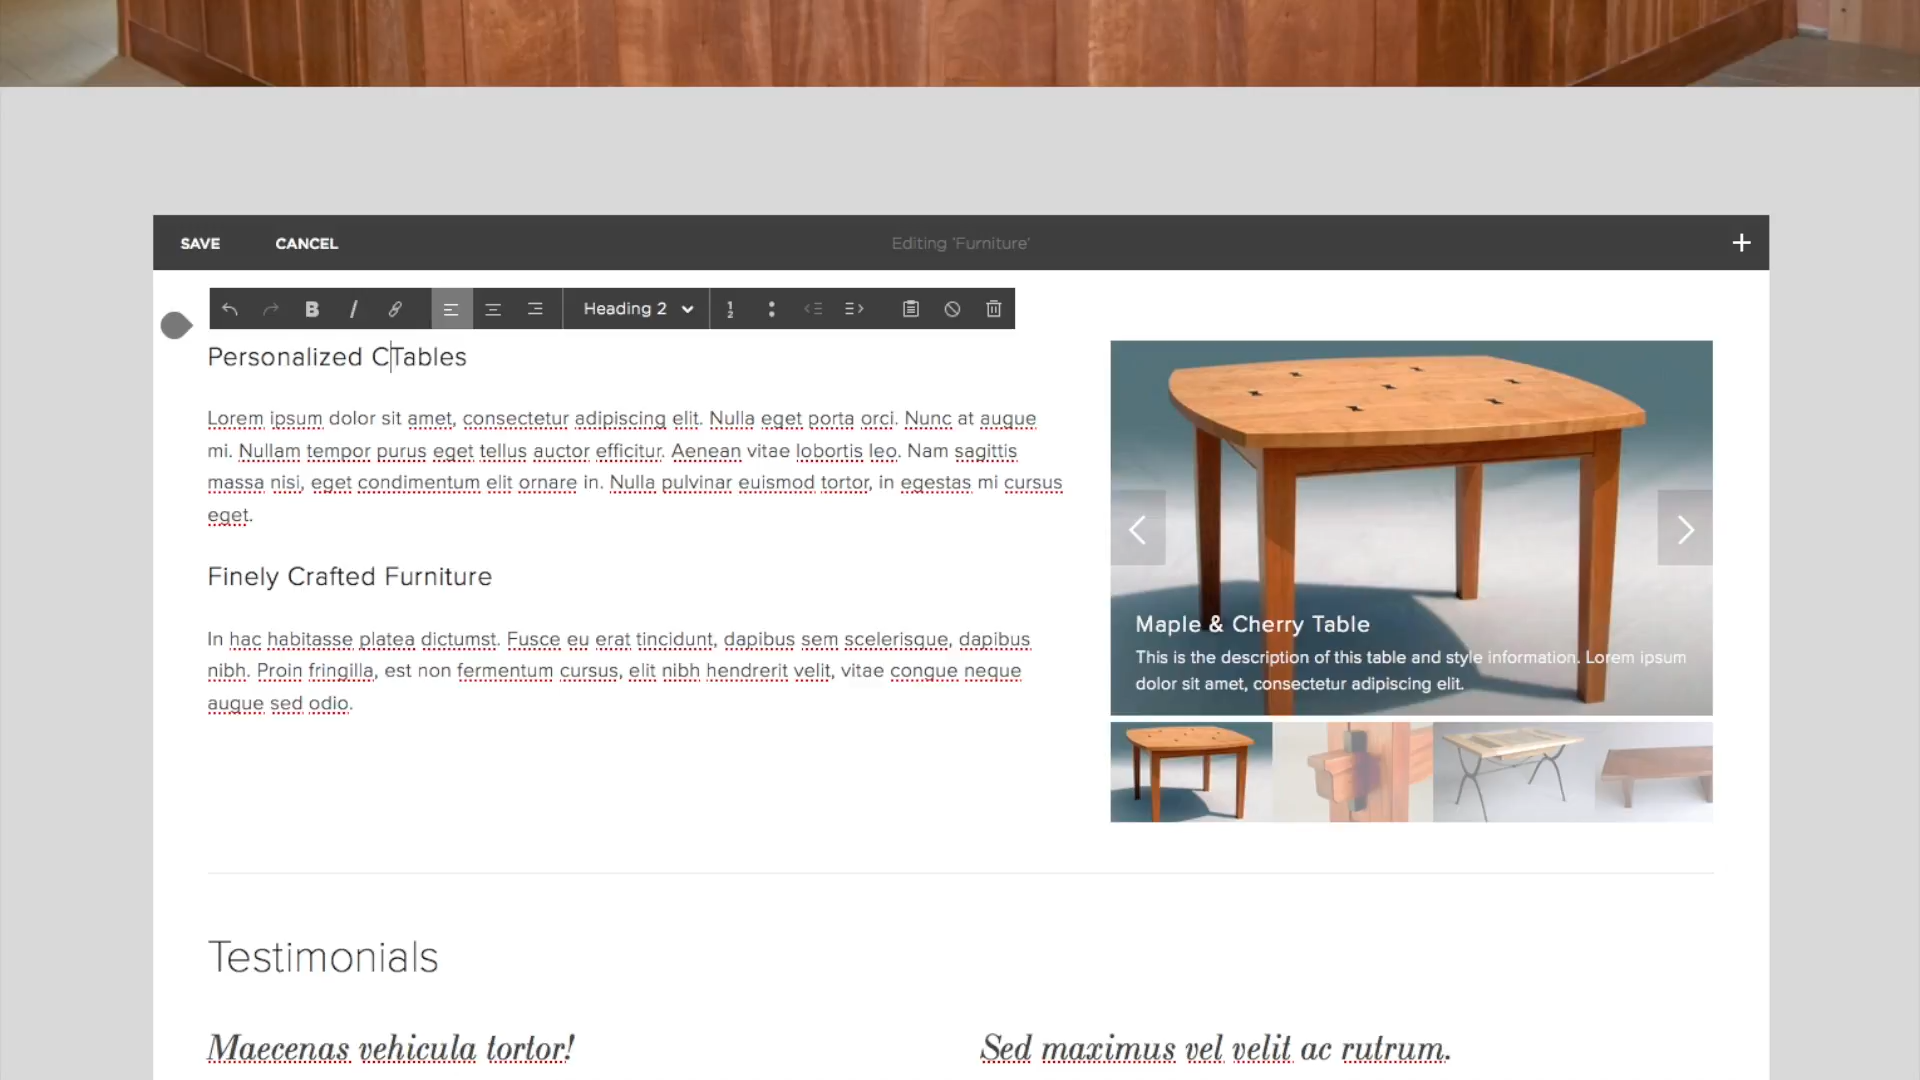 SAVE CANCEL Editing 'Furniture' +
B I Heading 2
Personalized CTables
Lorem ipsum dolor sit amet, consectetur adipiscing elit. Nulla eget porta orci. Nunc at augue
mi. Nullam tempor purus eget tellus auctor efficitur. Aenean vitae lobortis leo. Nam sagittis
massa nisi, eget condimentum elit ornare in. Nulla pulvinar euismod tortor, in egestas mi cursus
eget.
Finely Crafted Furniture
In hac habitasse platea dictumst. Fusce eu erat tincidunt, dapibus sem scelerisque, dapibus
nibh. Proin fringilla, est non fermentum cursus, elit nibh hendrerit velit, vitae congue neque
augue sed odio.
Maple & Cherry Table
This is the description of this table and style information. Lorem ipsum
dolor sit amet, consectetur adipiscing elit.
Testimonials
Maecenas vehicula tortor!
Sed maximus vel velit ac rutrum.